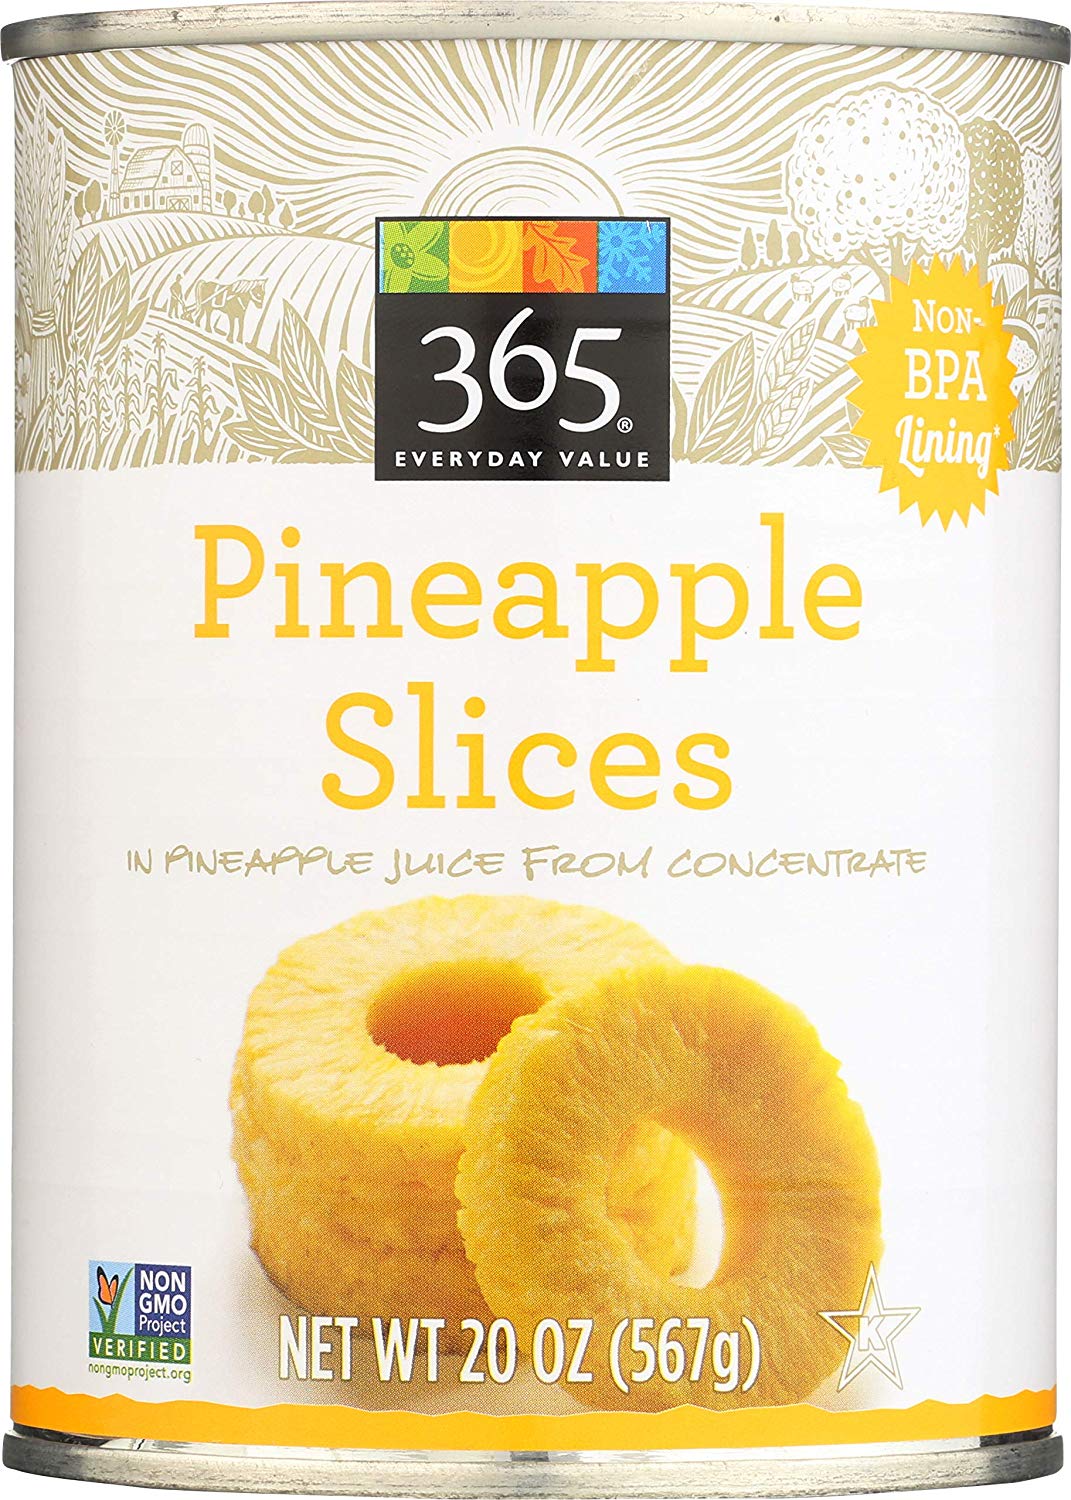 365®
EVERYDAY VALUE
Non-
BPA
Lining*
Pineapple
Slices
IN PINEAPPLE JUICE FROM CONCENTRATE
NON
GMO
Project
VERIFIED
nongmoproject.org
NET WT 20 OZ (567g)
K